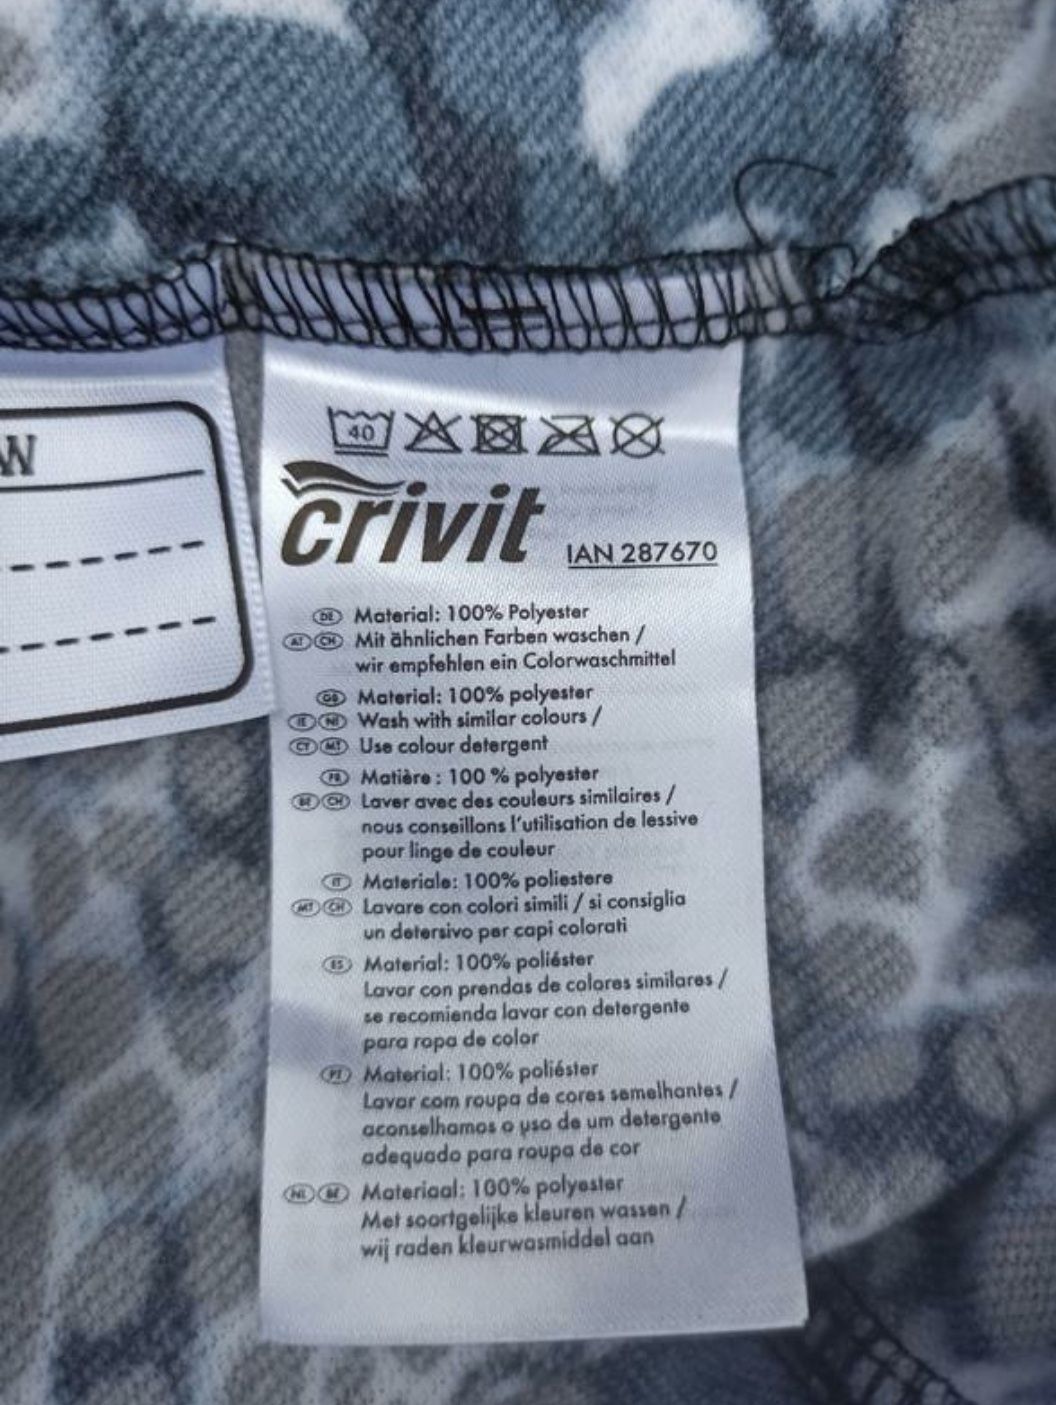 W
40
crivit
IAN 287670
DE Material: 100% Polyester
AT CH Mit ähnlichen Farben waschen /
wir empfehlen ein Colorwaschmittel
GB Material: 100% polyester
IE NI Wash with similar colours /
CY MT Use colour detergent
FR Matière : 100 % polyester
BE CH Laver avec des couleurs similaires /
nous conseillons l'utilisation de lessive
pour linge de couleur
IT Materiale: 100% poliestere
MT CH Lavare con colori simili / si consiglia
un detersivo per capi colorati
ES Material: 100% poliéster
Lavar con prendas de colores similares /
se recomienda lavar con detergente
para ropa de color
PT Material: 100% poliéster
Lavar com roupa de cores semelhantes /
aconselhamos o uso de um detergente
adequado para roupa de cor
NL BE Materiaal: 100% polyester
Met soortgelijke kleuren wassen /
wij raden kleurwasmiddel aan